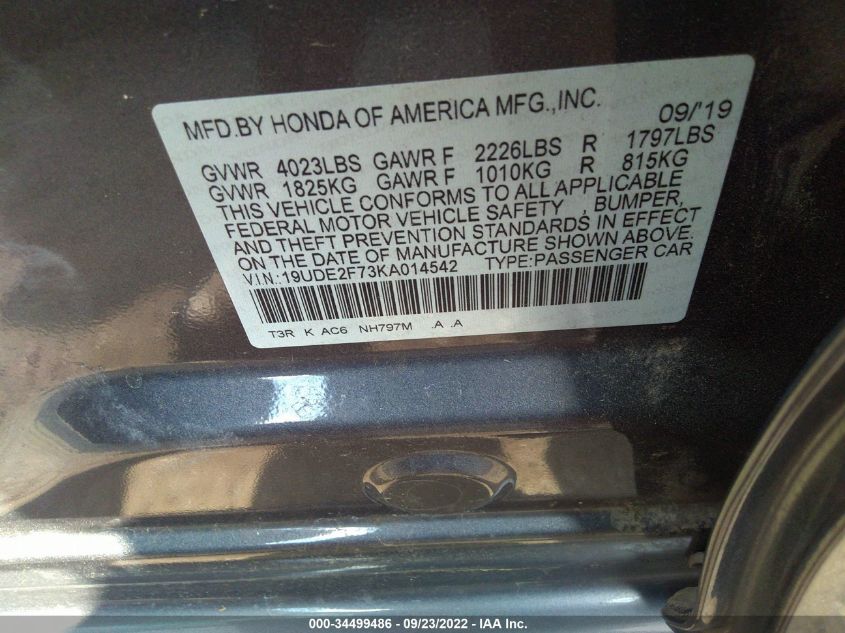 MFD.BY HONDA OF AMERICA MFG.,INC. 09/'19
GVWR 4023LBS GAWR F 2226LBS R 1797LBS
GVWR 1825KG GAWR F 1010KG R 815KG
THIS VEHICLE CONFORMS TO ALL APPLICABLE
FEDERAL MOTOR VEHICLE SAFETY , BUMPER,
AND THEFT PREVENTION STANDARDS IN EFFECT
ON THE DATE OF MANUFACTURE SHOWN ABOVE.
V.I.N.:19UDE2F73KA014542 TYPE:PASSENGER CAR
T3R K AC6 NH797M .A .A
000-34499486 - 09/23/2022 - IAA Inc.